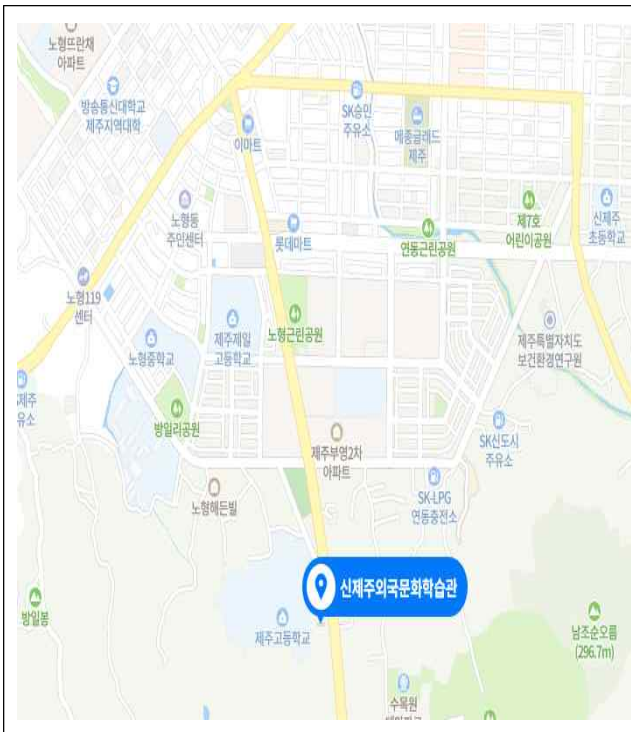 노형뜨란채
아파트
방송통신대학교
제주지역대학
이마트
SK승민
주유소
메종글래드
제주
노형동
주민센터
롯데마트
연동근린공원
제7호
어린이공원
신제주
초등학교
노형119
센터
노형중학교
제주제일
고등학교
노형근린공원
제주특별자치도
보건환경연구원
제주
유소
방일리공원
제주부영2차
아파트
SK신도시
주유소
노형해든빌
SK-LPG
연동충전소
신제주외국문화학습관
방일봉
제주고등학교
남조순오름
(296.7m)
수목원